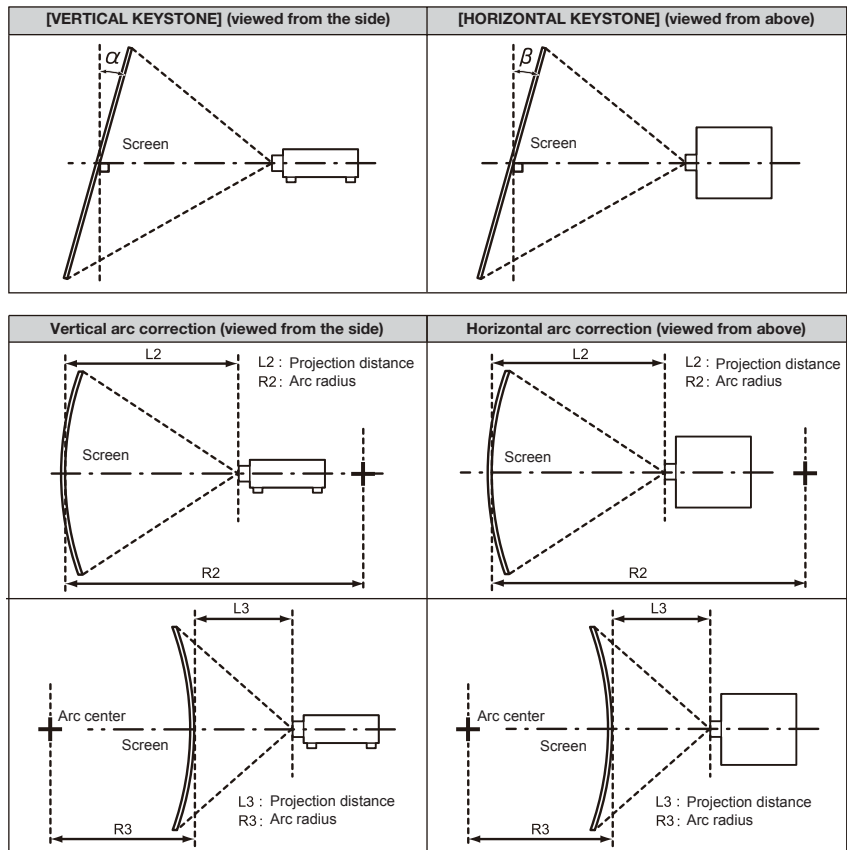 [VERTICAL KEYSTONE] (viewed from the side)
[HORIZONTAL KEYSTONE] (viewed from above)
α
Screen
β
Screen
Vertical arc correction (viewed from the side)
Horizontal arc correction (viewed from above)
L2
L2 : Projection distance
R2: Arc radius
Screen
R2
L2
L2 : Projection distance
R2: Arc radius
Screen
R2
L3
Arc center
Screen
L3 : Projection distance
R3: Arc radius
R3
L3
Arc center
Screen
L3 : Projection distance
R3: Arc radius
R3